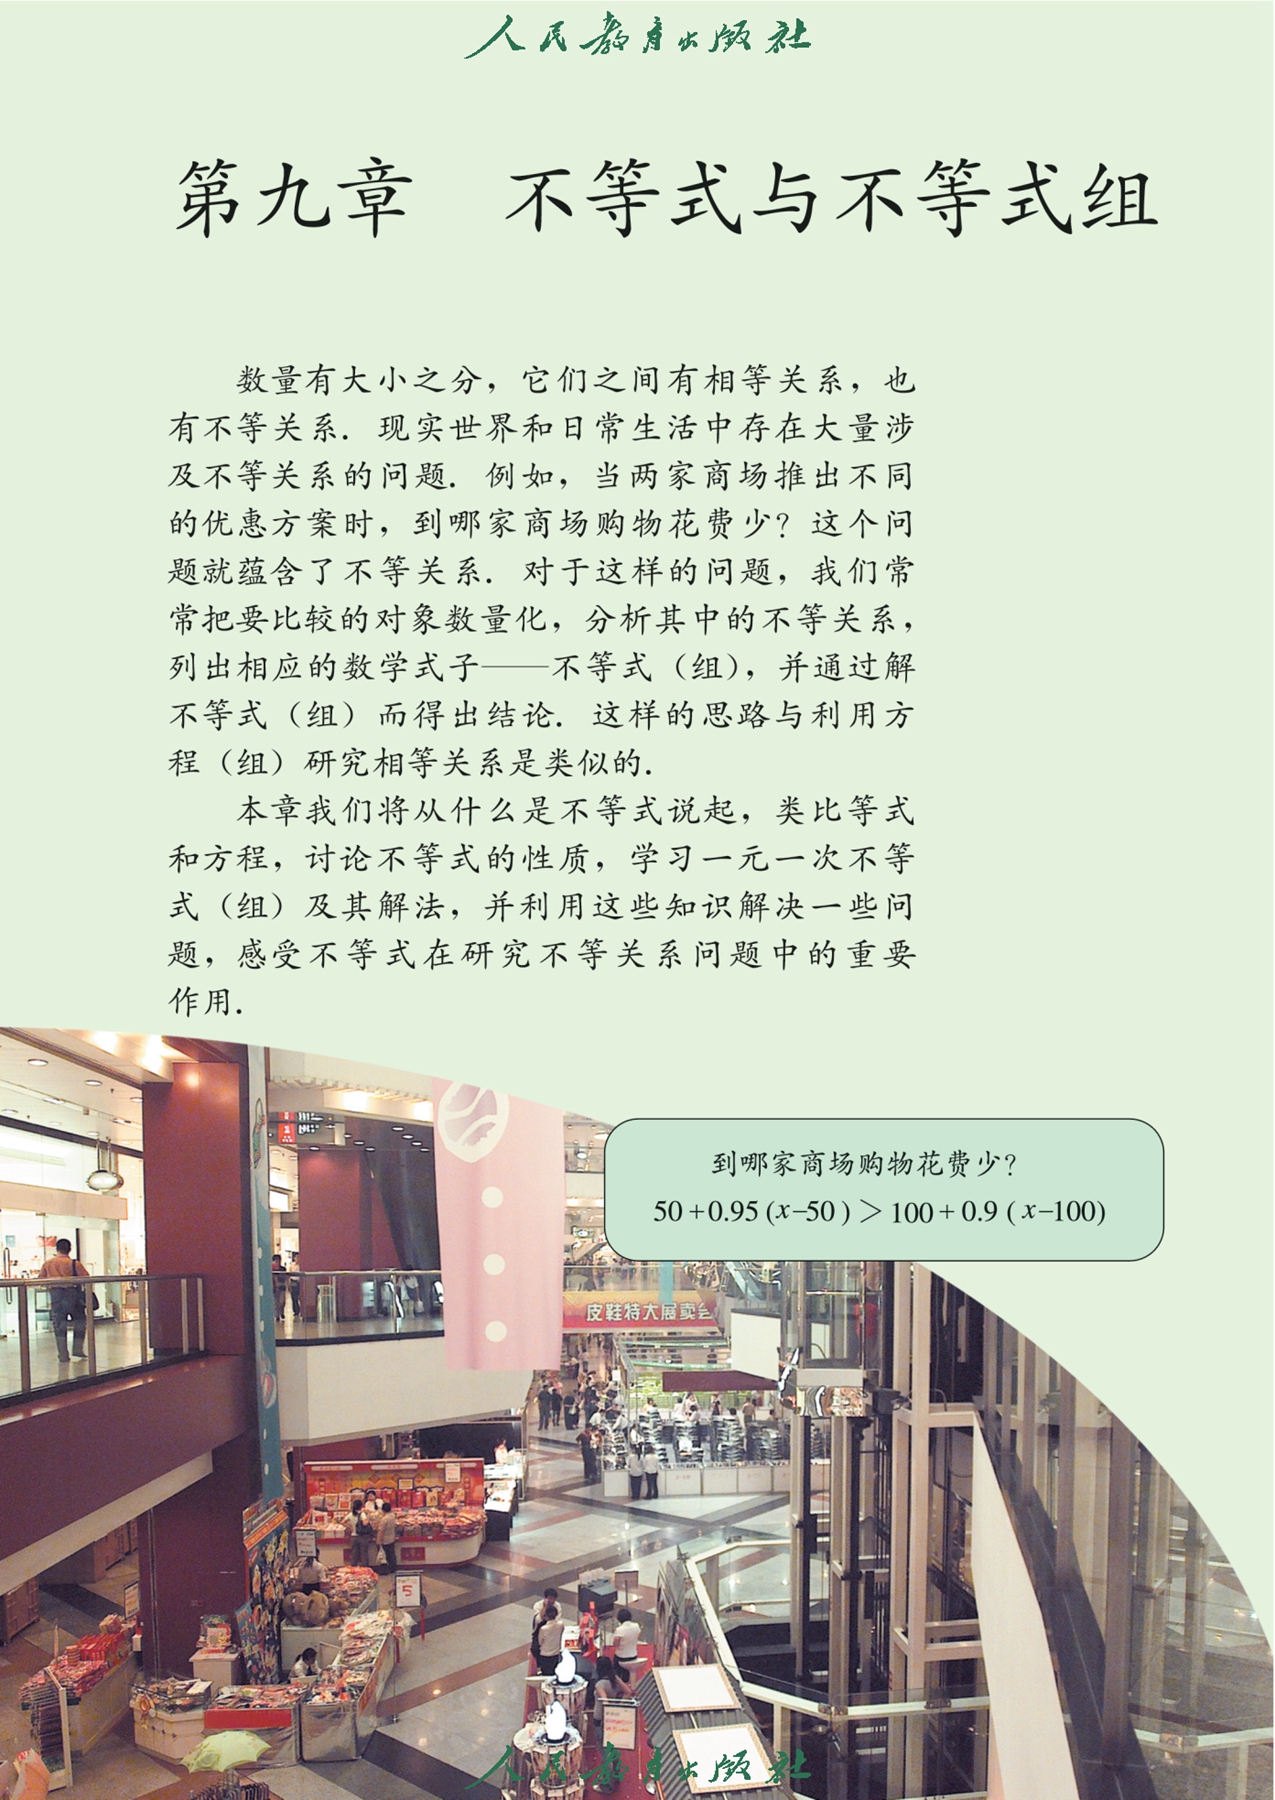 人民教育出版社
第九章　不等式与不等式组
数量有大小之分，它们之间有相等关系，也
有不等关系．现实世界和日常生活中存在大量涉
及不等关系的问题．例如，当两家商场推出不同
的优惠方案时，到哪家商场购物花费少？这个问
题就蕴含了不等关系．对于这样的问题，我们常
常把要比较的对象数量化，分析其中的不等关系，
列出相应的数学式子——不等式（组），并通过解
不等式（组）而得出结论．这样的思路与利用方
程（组）研究相等关系是类似的．
本章我们将从什么是不等式说起，类比等式
和方程，讨论不等式的性质，学习一元一次不等
式（组）及其解法，并利用这些知识解决一些问
题，感受不等式在研究不等关系问题中的重要
作用．
到哪家商场购物花费少？
50+0.95(x–50)＞100+0.9(x–100)
皮鞋特大展卖会
5
人民教育出版社